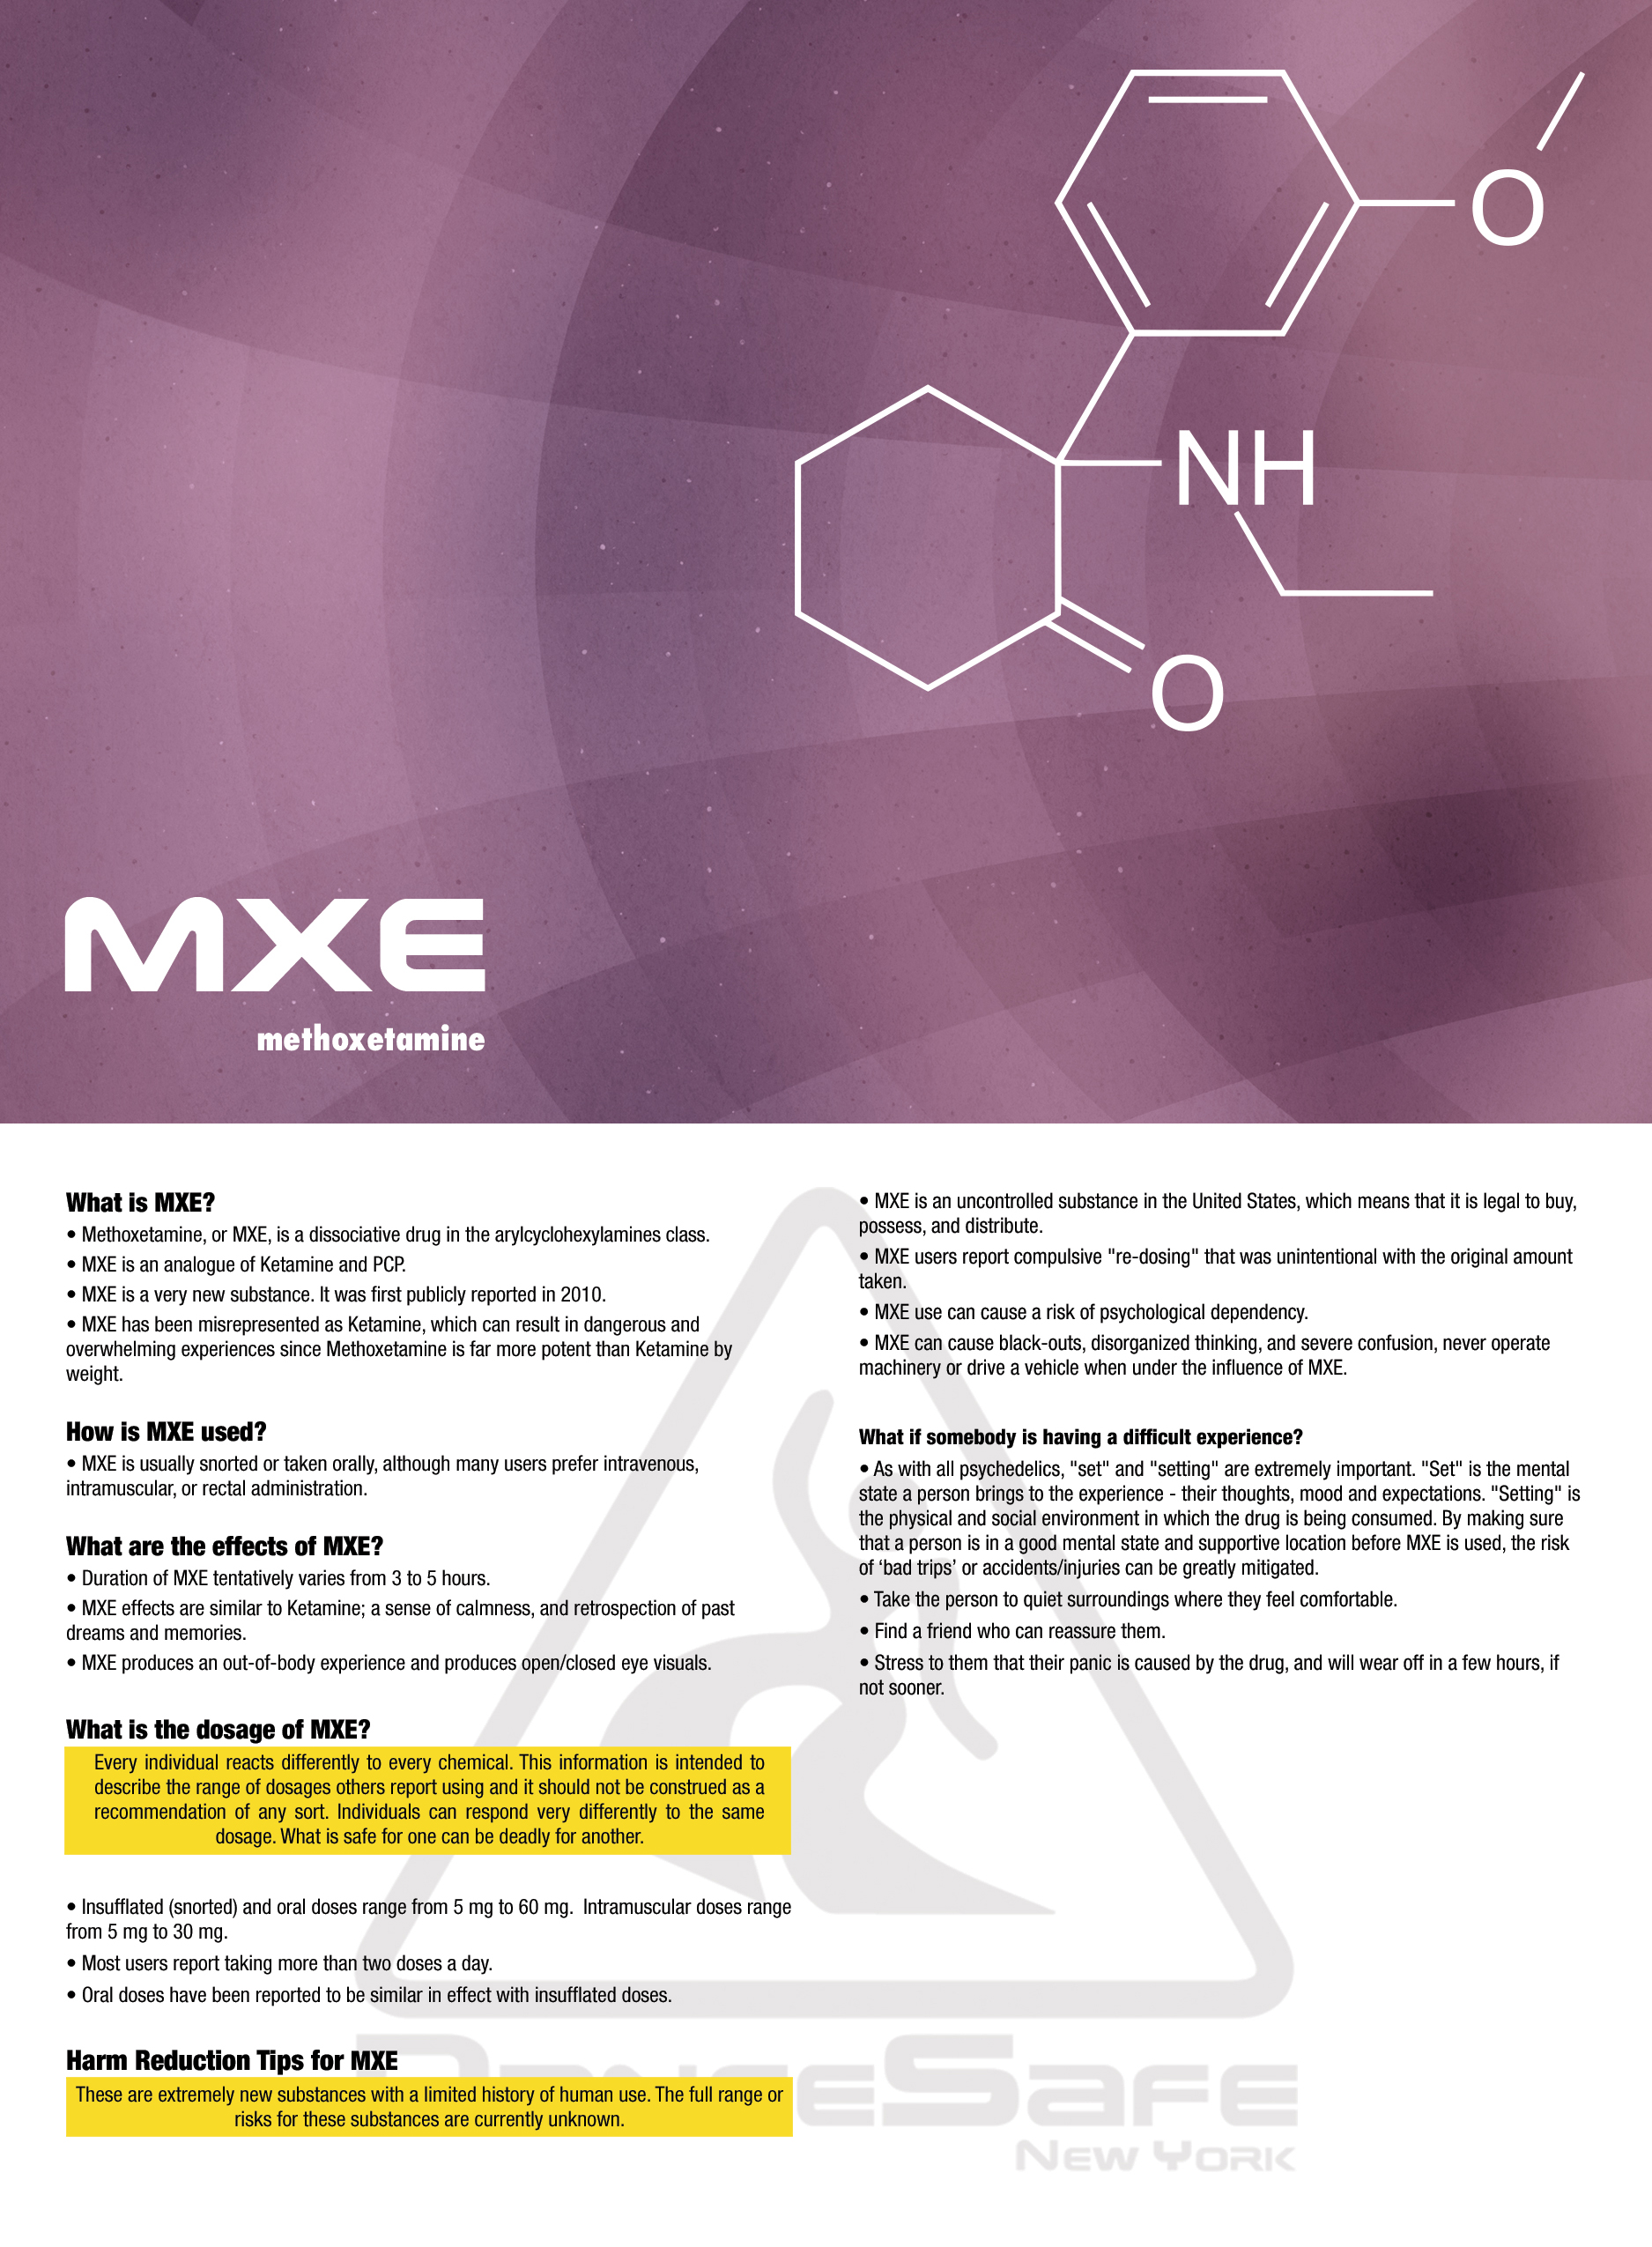 O
NH
O
MXE
methoxetamine
What is MXE?
• Methoxetamine, or MXE, is a dissociative drug in the arylcyclohexylamines class.
• MXE is an analogue of Ketamine and PCP.
• MXE is a very new substance. It was first publicly reported in 2010.
• MXE has been misrepresented as Ketamine, which can result in dangerous and
overwhelming experiences since Methoxetamine is far more potent than Ketamine by
weight.
How is MXE used?
• MXE is usually snorted or taken orally, although many users prefer intravenous,
intramuscular, or rectal administration.
What are the effects of MXE?
• Duration of MXE tentatively varies from 3 to 5 hours.
• MXE effects are similar to Ketamine; a sense of calmness, and retrospection of past
dreams and memories.
• MXE produces an out-of-body experience and produces open/closed eye visuals.
What is the dosage of MXE?
Every individual reacts differently to every chemical. This information is intended to
describe the range of dosages others report using and it should not be construed as a
recommendation of any sort. Individuals can respond very differently to the same
dosage. What is safe for one can be deadly for another.
• Insufflated (snorted) and oral doses range from 5 mg to 60 mg. Intramuscular doses range
from 5 mg to 30 mg.
• Most users report taking more than two doses a day.
• Oral doses have been reported to be similar in effect with insufflated doses.
Harm Reduction Tips for MXE
These are extremely new substances with a limited history of human use. The full range or
risks for these substances are currently unknown.
• MXE is an uncontrolled substance in the United States, which means that it is legal to buy,
possess, and distribute.
• MXE users report compulsive "re-dosing" that was unintentional with the original amount
taken.
• MXE use can cause a risk of psychological dependency.
• MXE can cause black-outs, disorganized thinking, and severe confusion, never operate
machinery or drive a vehicle when under the influence of MXE.
What if somebody is having a difficult experience?
• As with all psychedelics, "set" and "setting" are extremely important. "Set" is the mental
state a person brings to the experience - their thoughts, mood and expectations. "Setting" is
the physical and social environment in which the drug is being consumed. By making sure
that a person is in a good mental state and supportive location before MXE is used, the risk
of ‘bad trips’ or accidents/injuries can be greatly mitigated.
• Take the person to quiet surroundings where they feel comfortable.
• Find a friend who can reassure them.
• Stress to them that their panic is caused by the drug, and will wear off in a few hours, if
not sooner.
DanceSafe
New York